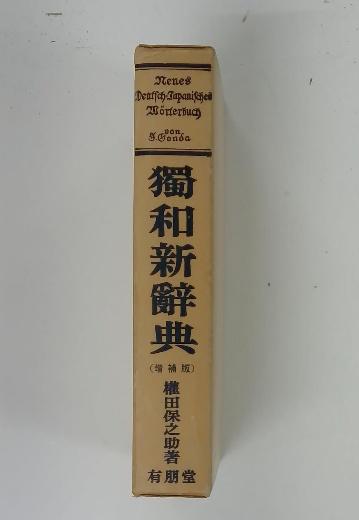 Neues
Deutsch-Japanisches
Wörterbuch
von
Y. Gonda
獨和新辭典
(増補版)
權田保之助著
有朋堂